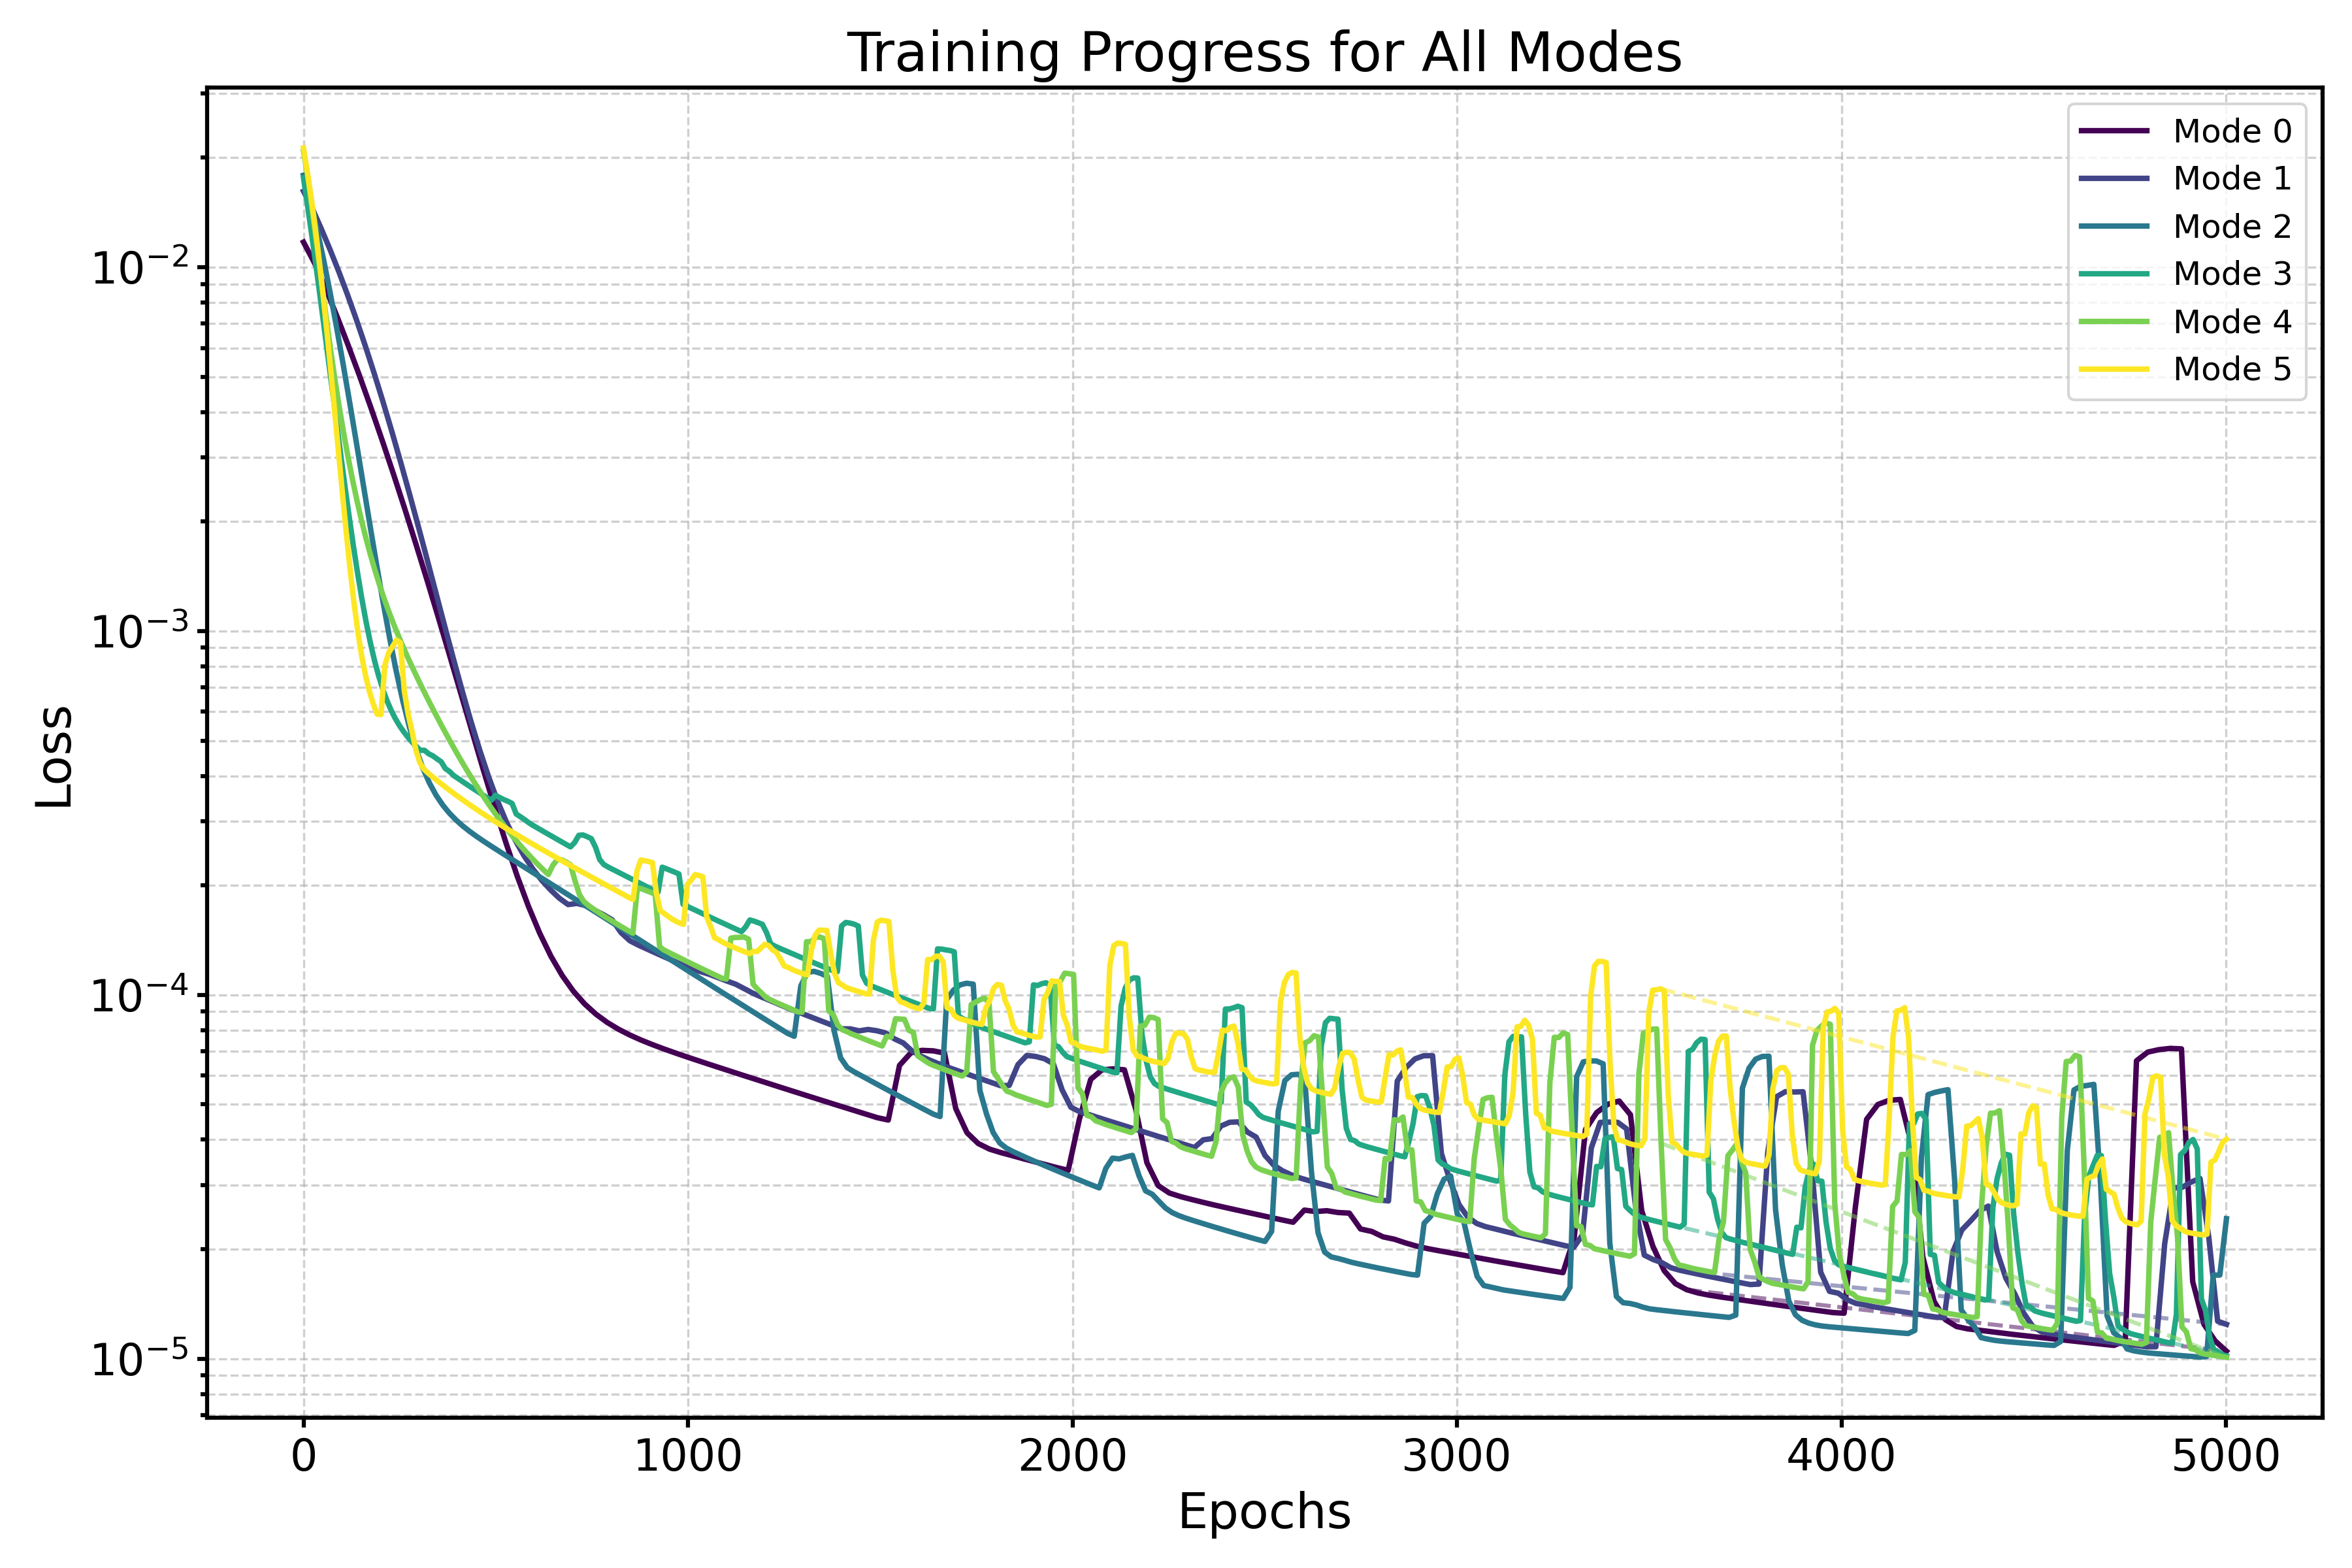 Training Progress for All Modes
Loss
10⁻²
10⁻³
10⁻⁴
10⁻⁵
Mode 0
Mode 1
Mode 2
Mode 3
Mode 4
Mode 5
0 1000 2000 3000 4000 5000
Epochs